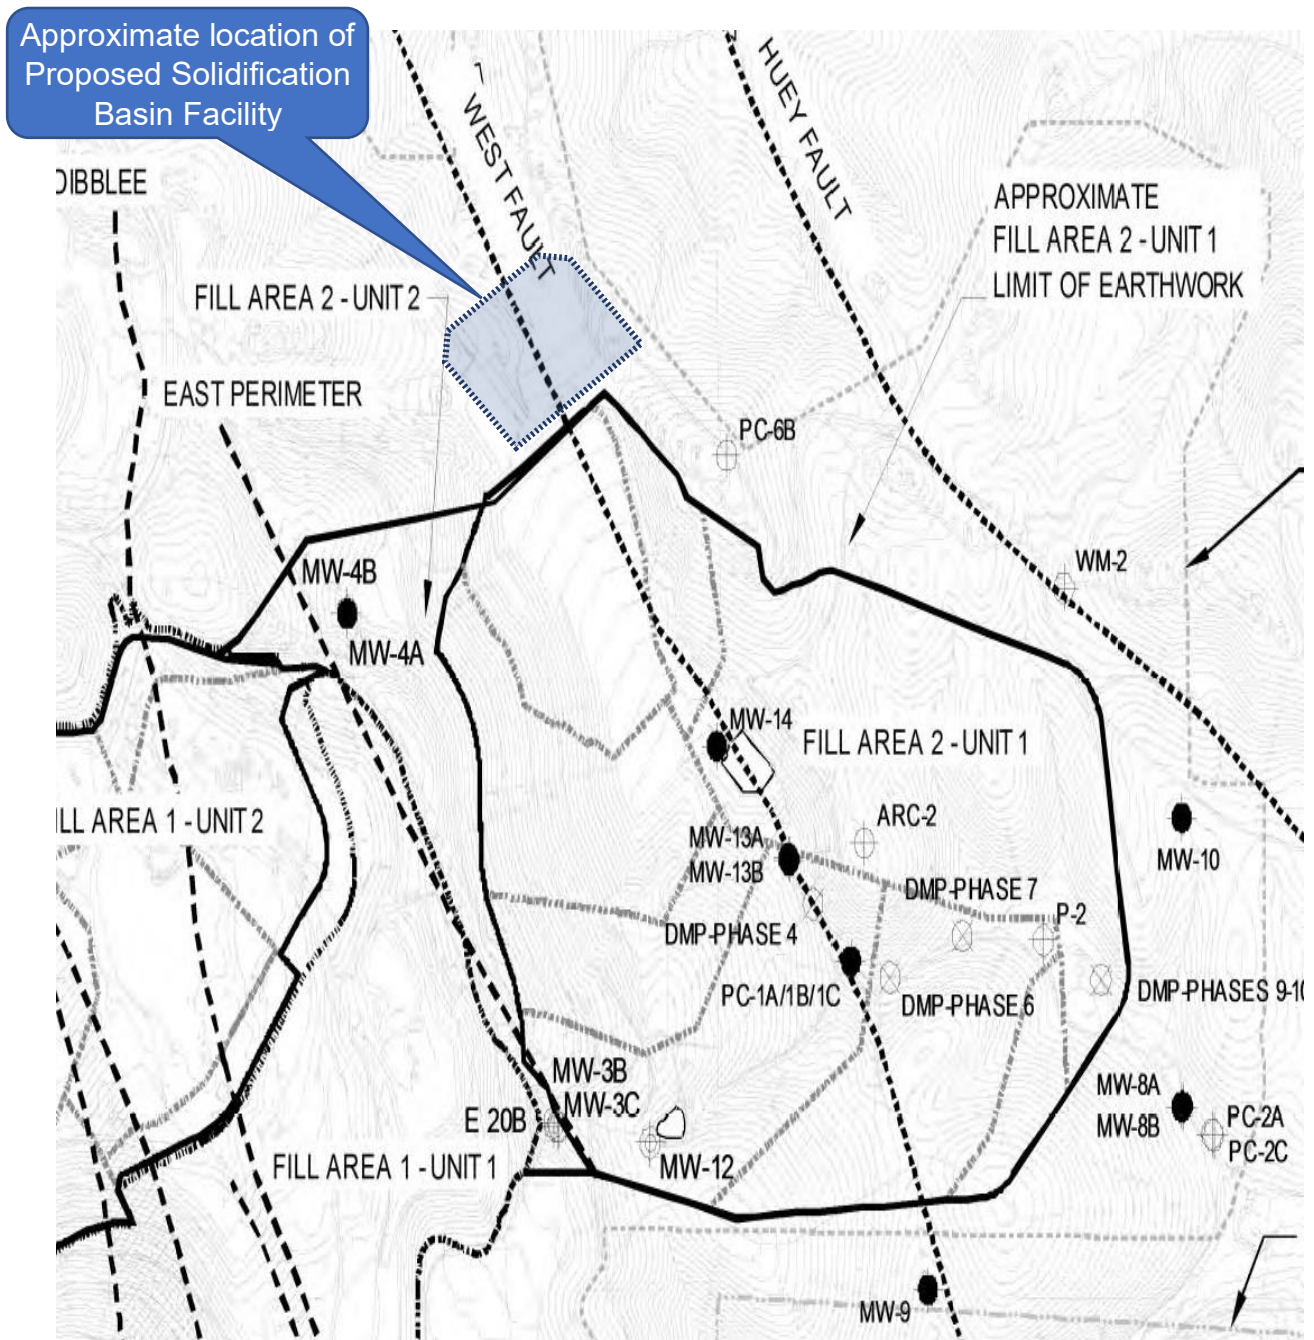 Approximate location of
Proposed Solidification
Basin Facility
WEST FAULT
HUEY FAULT
DIBBLEE
APPROXIMATE
FILL AREA 2 - UNIT 1
LIMIT OF EARTHWORK
FILL AREA 2 - UNIT 2
EAST PERIMETER
PC-6B
WM-2
MW-4B
MW-4A
MW-14
FILL AREA 2 - UNIT 1
ILL AREA 1 - UNIT 2
ARC-2
MW-13A
MW-13B
MW-10
DMP-PHASE 7
P-2
DMP-PHASE 4
PC-1A/1B/1C
DMP-PHASE 6
DMP-PHASES 9-10
MW-3B
MW-3C
E 20B
MW-8A
MW-8B
PC-2A
PC-2C
FILL AREA 1 - UNIT 1
MW-12
MW-9